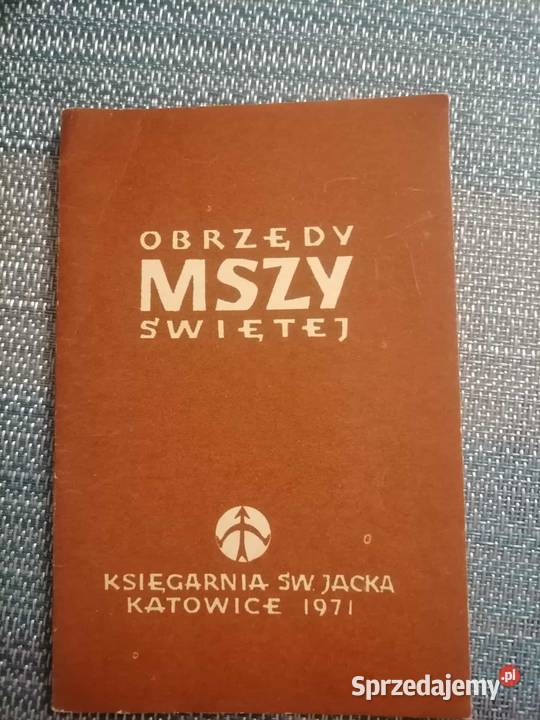 OBRZĘDY
MSZY
ŚWIĘTEJ
KSIĘGARNIA ŚW. JACKA
KATOWICE 1971
Sprzedajemy.pl